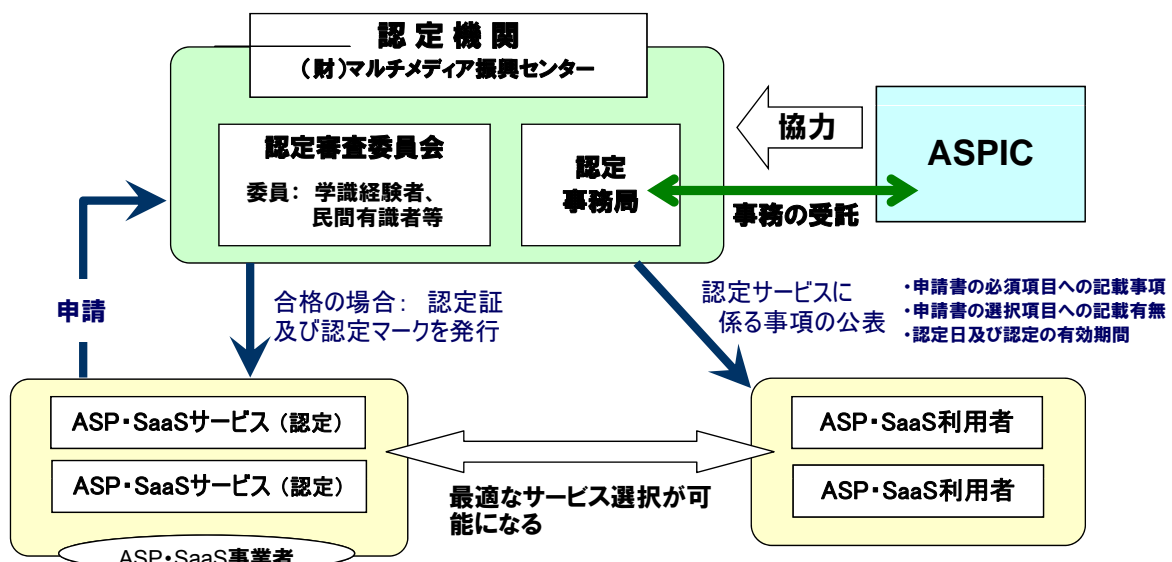 認定機関
(財)マルチメディア振興センター
認定審査委員会
委員: 学識経験者、
民間有識者等
認定
事務局
協力
ASPIC
事務の受託
申請
合格の場合: 認定証
及び認定マークを発行
認定サービスに
係る事項の公表
・申請書の必須項目への記載事項
・申請書の選択項目への記載有無
・認定日及び認定の有効期間
ASP・SaaSサービス(認定)
ASP・SaaSサービス(認定)
最適なサービス選択が可
能になる
ASP・SaaS利用者
ASP・SaaS利用者
ASP・SaaS事業者